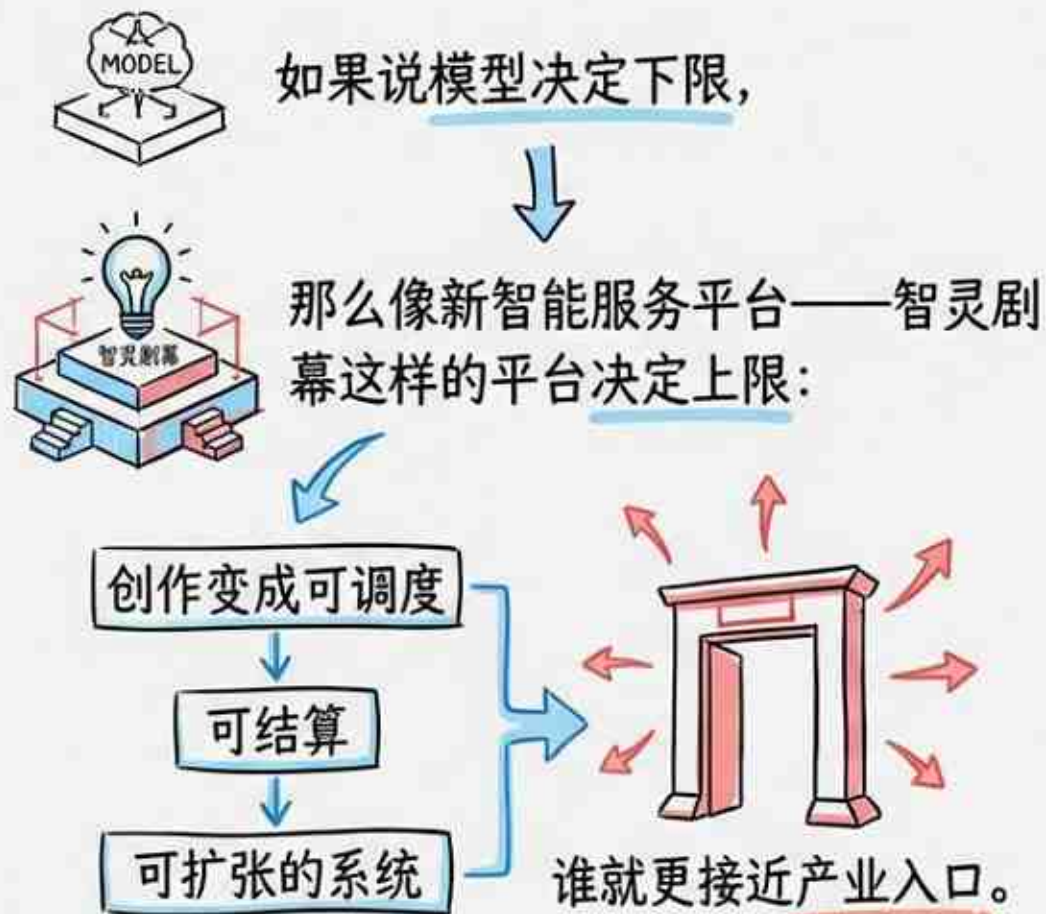 MODEL
如果说模型决定下限，
智灵剧幕
那么像新智能服务平台——智灵剧
幕这样的平台决定上限：
创作变成可调度
可结算
可扩张的系统
谁就更接近产业入口。